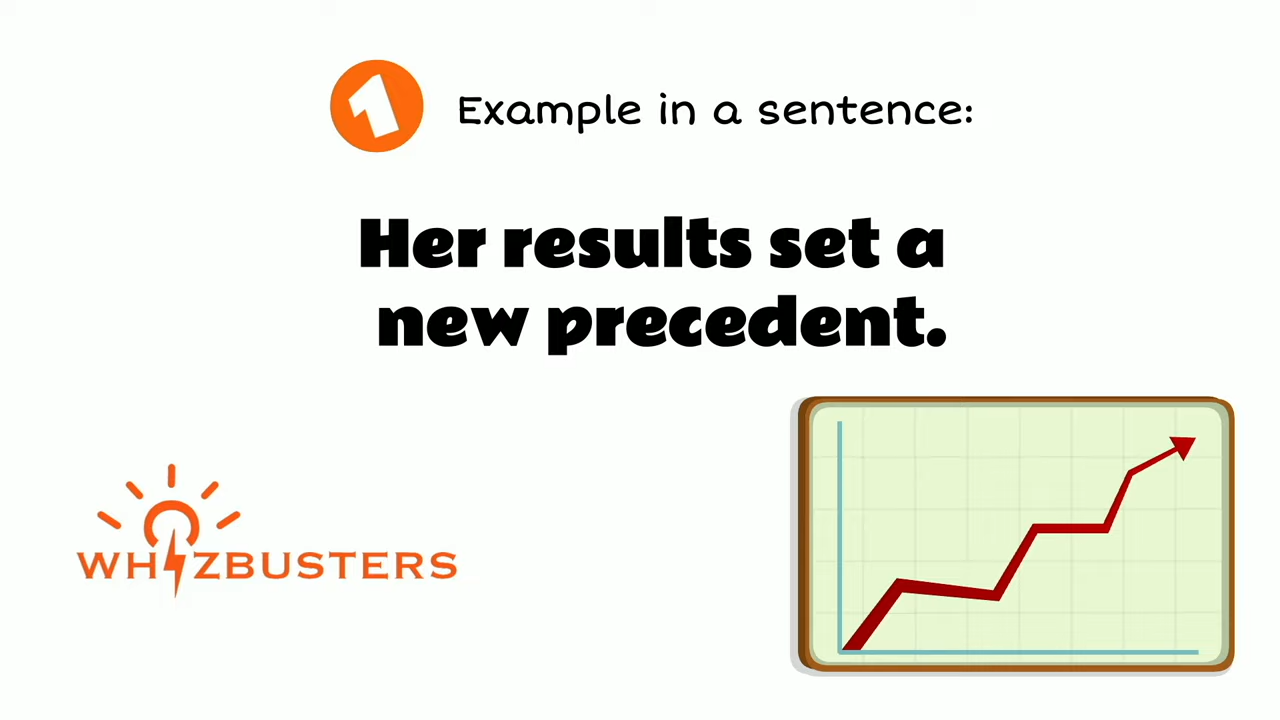 1 Example in a sentence:
Her results set a
new precedent.
WHIZBUSTERS